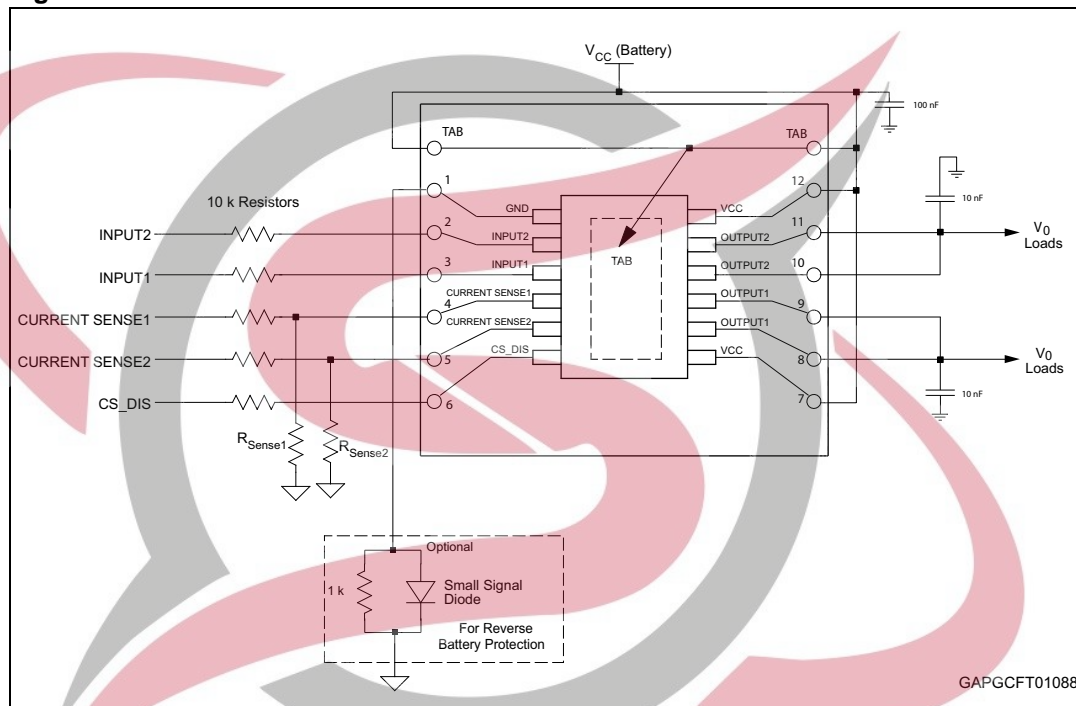 V_CC (Battery)
100 nF
TAB
TAB
1
12
10 nF
10 k Resistors
GND
VCC
2
11
INPUT2
INPUT2
OUTPUT2
V_0
Loads
TAB
3
10
INPUT1
INPUT1
OUTPUT2
4
9
CURRENT SENSE1
CURRENT SENSE1
OUTPUT1
CURRENT SENSE2
CURRENT SENSE2
OUTPUT1
5
8
V_0
Loads
CS_DIS
VCC
10 nF
CS_DIS
6
7
R_Sense1
R_Sense2
Optional
1 k
Small Signal
Diode
For Reverse
Battery Protection
GAPGCFT01088